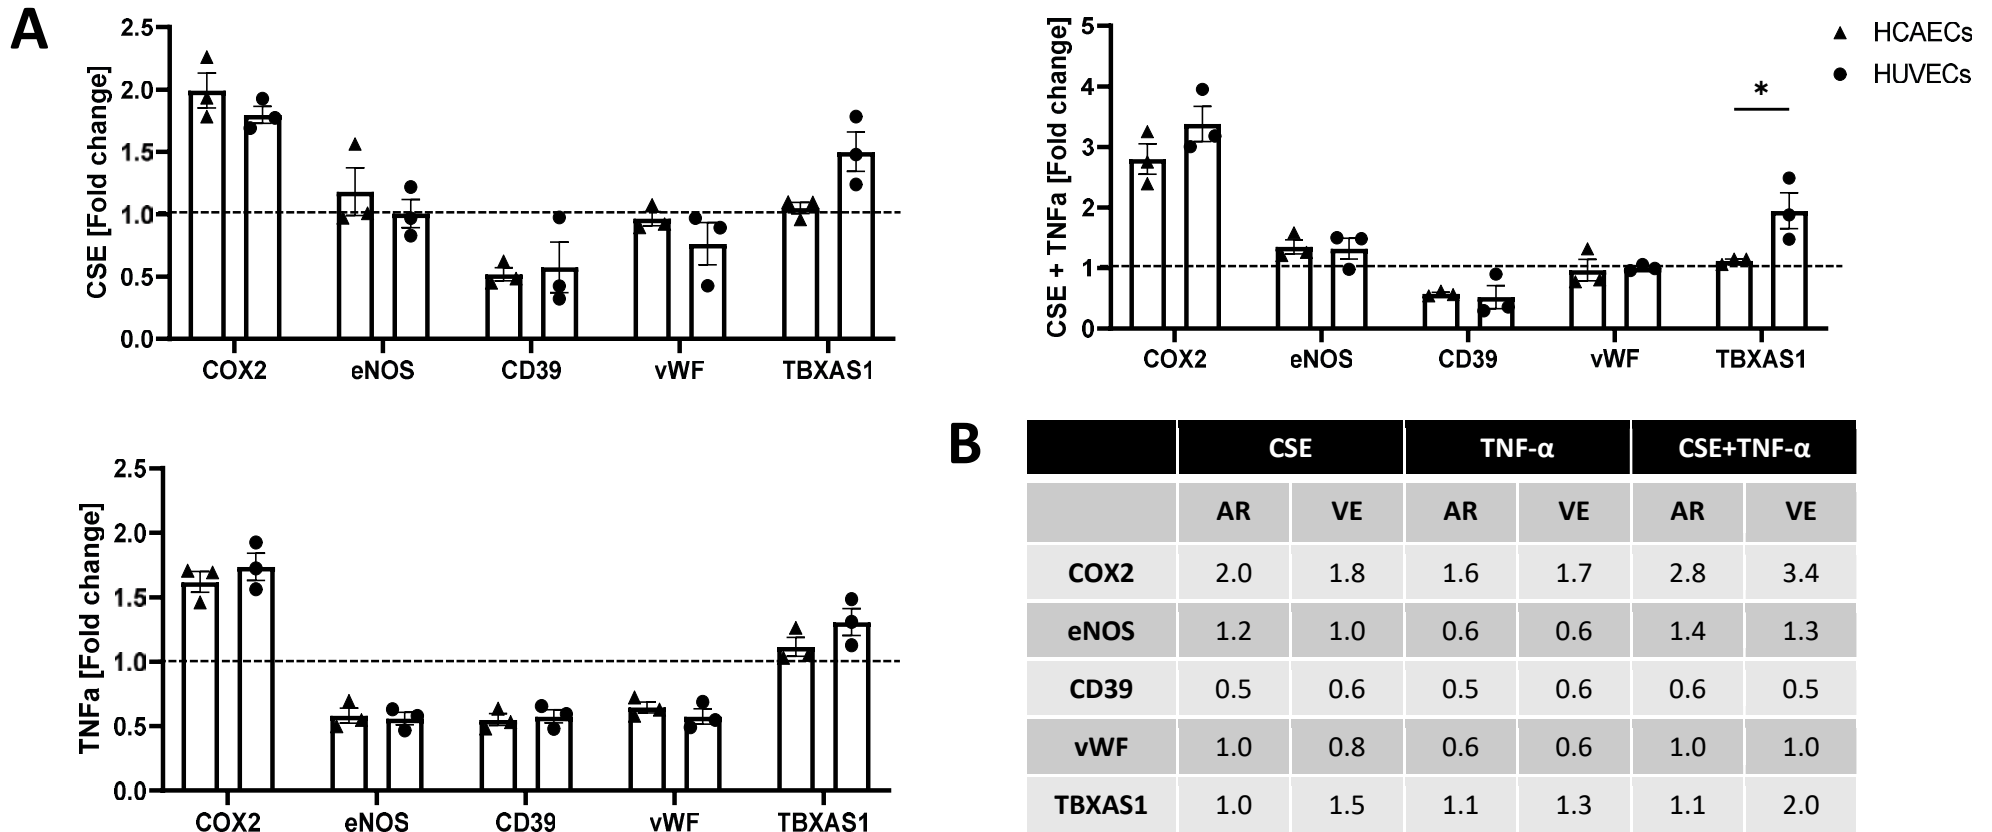 A
CSE [Fold change]
2.5
2.0
1.5
1.0
0.5
0.0
COX2 eNOS CD39 vWF TBXAS1
CSE + TNFa [Fold change]
5
4
3
2
1
0
*
COX2 eNOS CD39 vWF TBXAS1
HCAECs
HUVECs
TNFa [Fold change]
2.5
2.0
1.5
1.0
0.5
0.0
COX2 eNOS CD39 vWF TBXAS1
B
CSE TNF-α CSE+TNF-α
AR VE AR VE AR VE
COX2 2.0 1.8 1.6 1.7 2.8 3.4
eNOS 1.2 1.0 0.6 0.6 1.4 1.3
CD39 0.5 0.6 0.5 0.6 0.6 0.5
vWF 1.0 0.8 0.6 0.6 1.0 1.0
TBXAS1 1.0 1.5 1.1 1.3 1.1 2.0